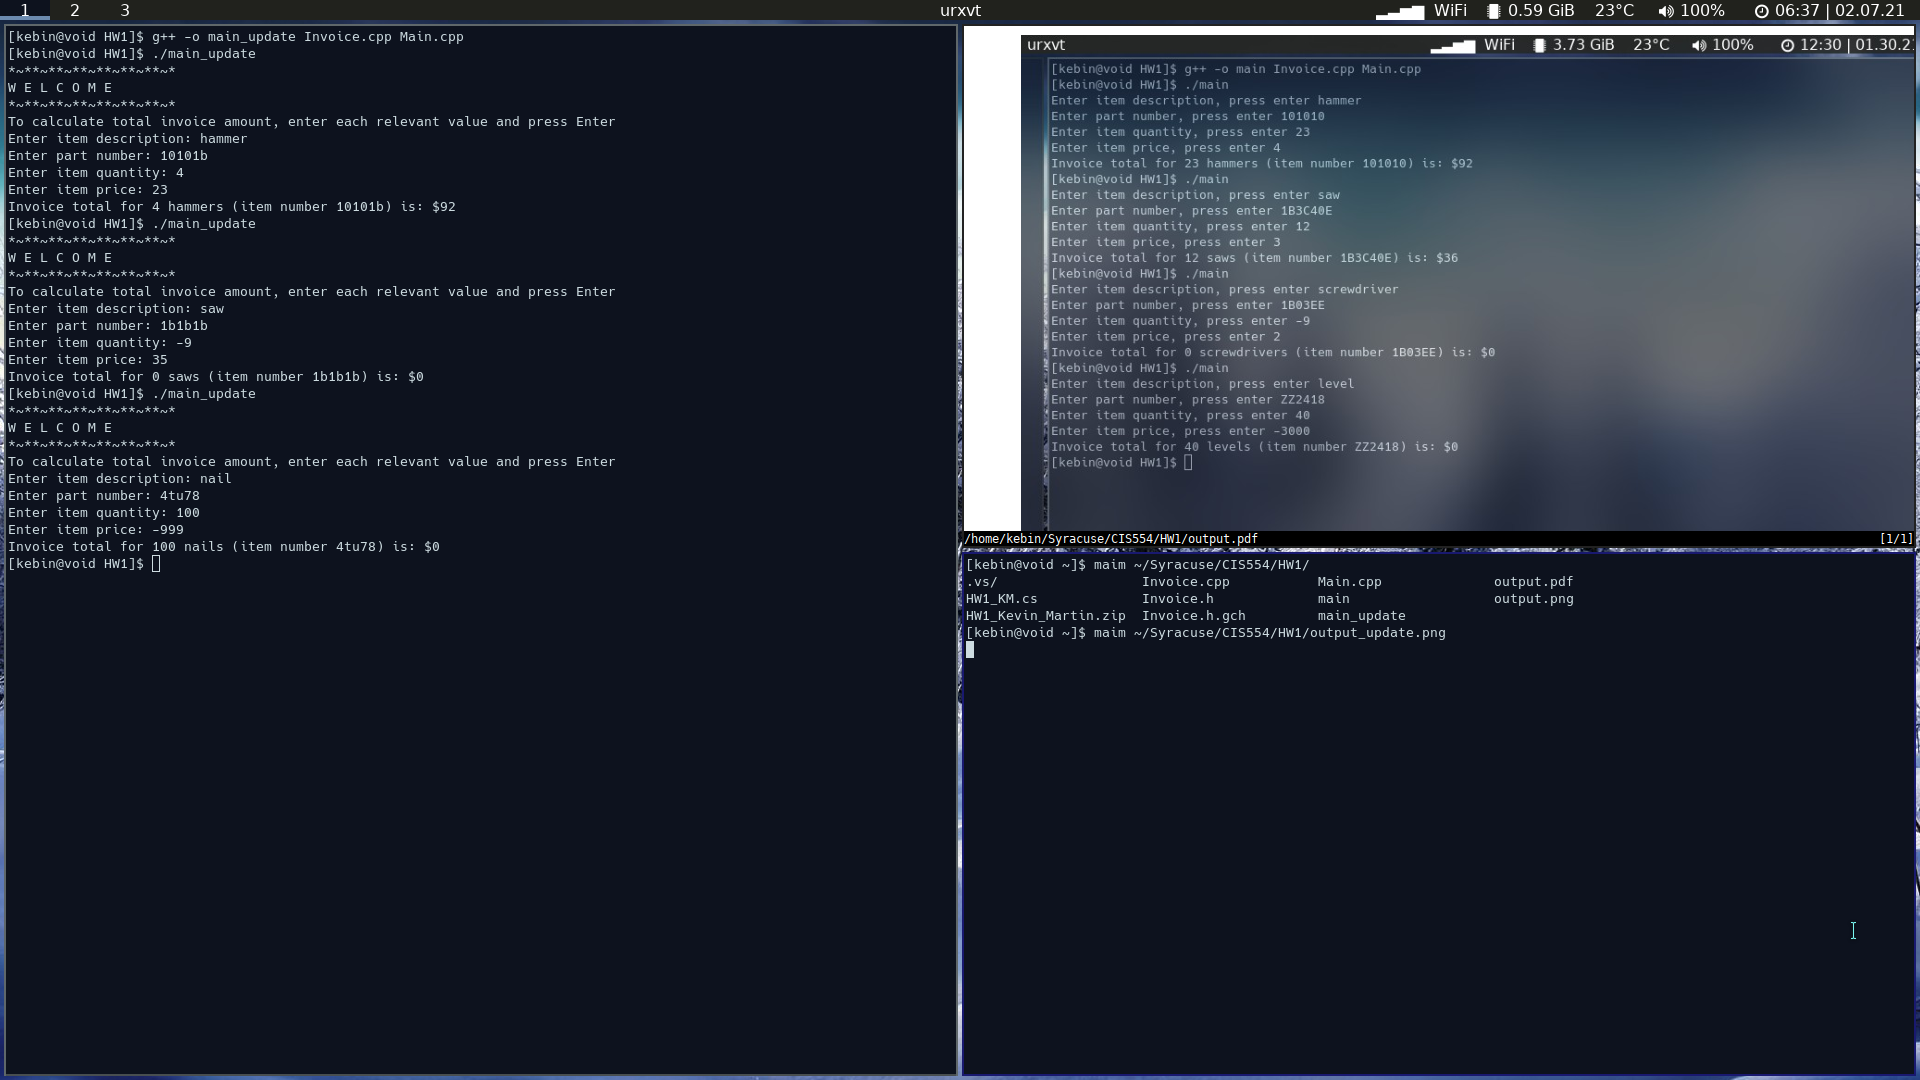 1 2 3 urxvt WiFi 0.59 GiB 23°C 100% 06:37 | 02.07.21
[kebin@void HW1]$ g++ -o main_update Invoice.cpp Main.cpp
[kebin@void HW1]$ ./main_update
*~**~**~**~**~**~**~*
W E L C O M E
*~**~**~**~**~**~**~*
To calculate total invoice amount, enter each relevant value and press Enter
Enter item description: hammer
Enter part number: 10101b
Enter item quantity: 4
Enter item price: 23
Invoice total for 4 hammers (item number 10101b) is: $92
[kebin@void HW1]$ ./main_update
*~**~**~**~**~**~**~*
W E L C O M E
*~**~**~**~**~**~**~*
To calculate total invoice amount, enter each relevant value and press Enter
Enter item description: saw
Enter part number: 1b1b1b
Enter item quantity: -9
Enter item price: 35
Invoice total for 0 saws (item number 1b1b1b) is: $0
[kebin@void HW1]$ ./main_update
*~**~**~**~**~**~**~*
W E L C O M E
*~**~**~**~**~**~**~*
To calculate total invoice amount, enter each relevant value and press Enter
Enter item description: nail
Enter part number: 4tu78
Enter item quantity: 100
Enter item price: -999
Invoice total for 100 nails (item number 4tu78) is: $0
[kebin@void HW1]$
urxvt WiFi 3.73 GiB 23°C 100% 12:30 | 01.30.2
[kebin@void HW1]$ g++ -o main Invoice.cpp Main.cpp
[kebin@void HW1]$ ./main
Enter item description, press enter hammer
Enter part number, press enter 101010
Enter item quantity, press enter 23
Enter item price, press enter 4
Invoice total for 23 hammers (item number 101010) is: $92
[kebin@void HW1]$ ./main
Enter item description, press enter saw
Enter part number, press enter 1B3C40E
Enter item quantity, press enter 12
Enter item price, press enter 3
Invoice total for 12 saws (item number 1B3C40E) is: $36
[kebin@void HW1]$ ./main
Enter item description, press enter screwdriver
Enter part number, press enter 1B03EE
Enter item quantity, press enter -9
Enter item price, press enter 2
Invoice total for 0 screwdrivers (item number 1B03EE) is: $0
[kebin@void HW1]$ ./main
Enter item description, press enter level
Enter part number, press enter ZZ2418
Enter item quantity, press enter 40
Enter item price, press enter -3000
Invoice total for 40 levels (item number ZZ2418) is: $0
[kebin@void HW1]$
/home/kebin/Syracuse/CIS554/HW1/output.pdf [1/1]
[kebin@void ~]$ maim ~/Syracuse/CIS554/HW1/
.vs/ Invoice.cpp Main.cpp output.pdf
HW1_KM.cs Invoice.h main output.png
HW1_Kevin_Martin.zip Invoice.h.gch main_update
[kebin@void ~]$ maim ~/Syracuse/CIS554/HW1/output_update.png